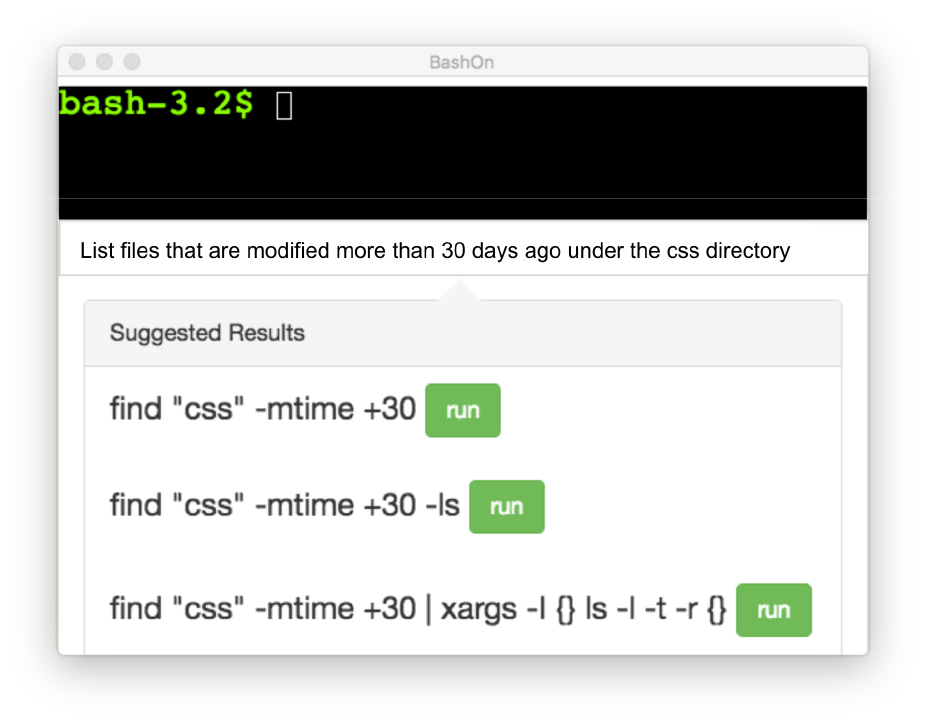 BashOn
bash-3.2$
List files that are modified more than 30 days ago under the css directory
Suggested Results
find "css" -mtime +30 run
find "css" -mtime +30 -ls run
find "css" -mtime +30 | xargs -I {} ls -l -t -r {} run